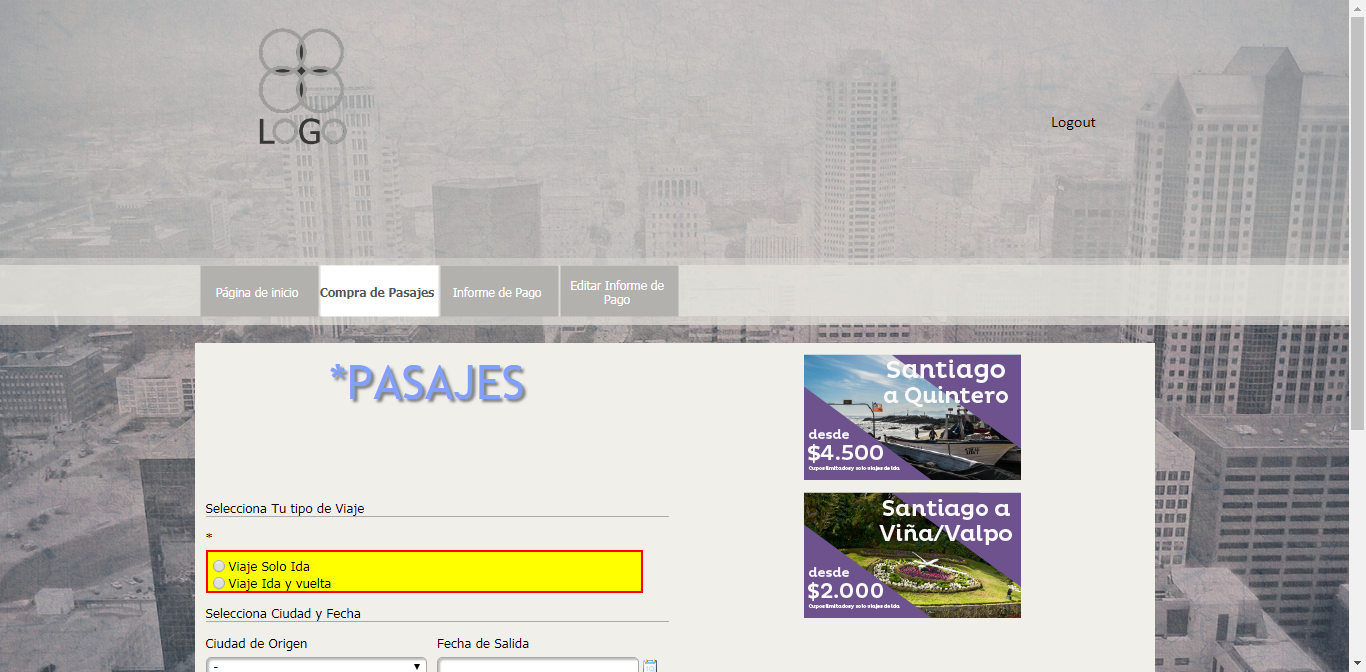 LOGO
Logout
Página de inicio
Compra de Pasajes
Informe de Pago
Editar Informe de
Pago
*PASAJES
Santiago
a Quintero
desde
$4.500
Cupos limitados y solo viajes de Ida
Santiago a
Viña/Valpo
desde
$2.000
Cupos limitados y solo viajes de Ida
Selecciona Tu tipo de Viaje
*
Viaje Solo Ida
Viaje Ida y vuelta
Selecciona Ciudad y Fecha
Ciudad de Origen
Fecha de Salida
-